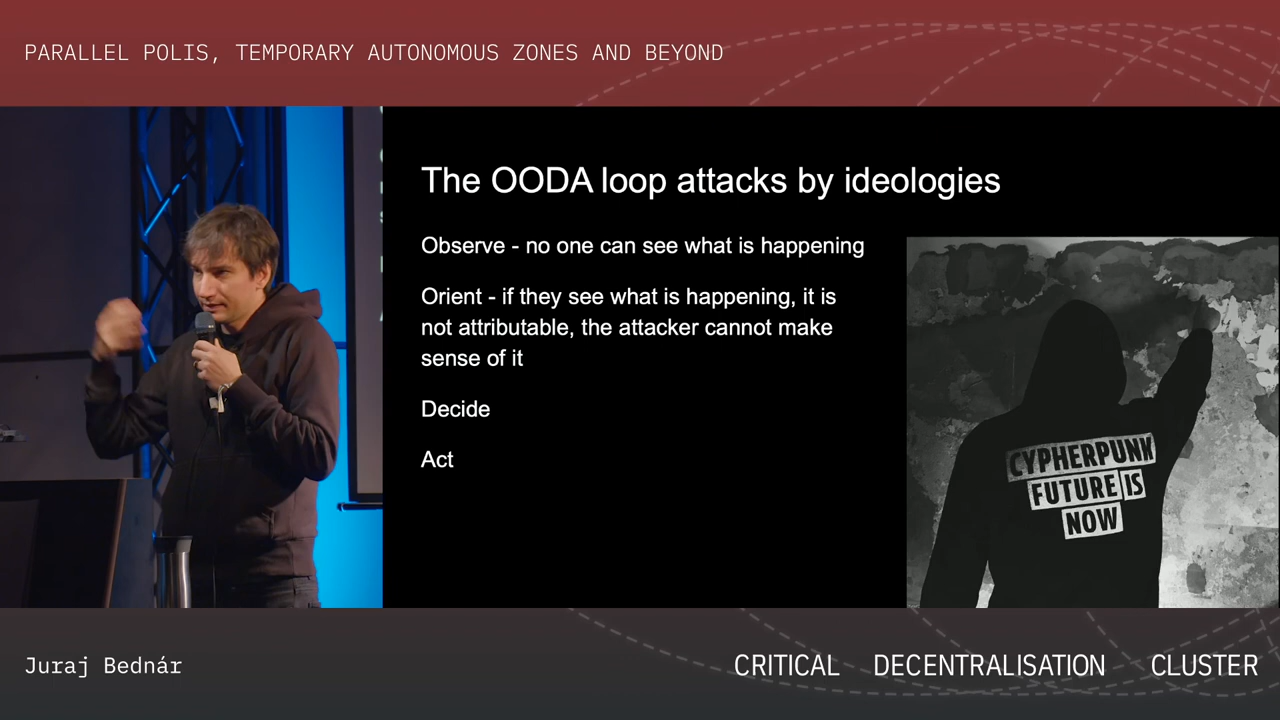 PARALLEL POLIS, TEMPORARY AUTONOMOUS ZONES AND BEYOND
The OODA loop attacks by ideologies
Observe - no one can see what is happening
Orient - if they see what is happening, it is
not attributable, the attacker cannot make
sense of it
Decide
Act
CYPHERPUNK
FUTURE IS
NOW
Juraj Bednár
CRITICAL DECENTRALISATION CLUSTER